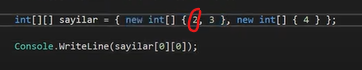 int[][] sayilar = { new int[] { 2, 3 }, new int[] { 4 } };
Console.WriteLine(sayilar[0][0]);